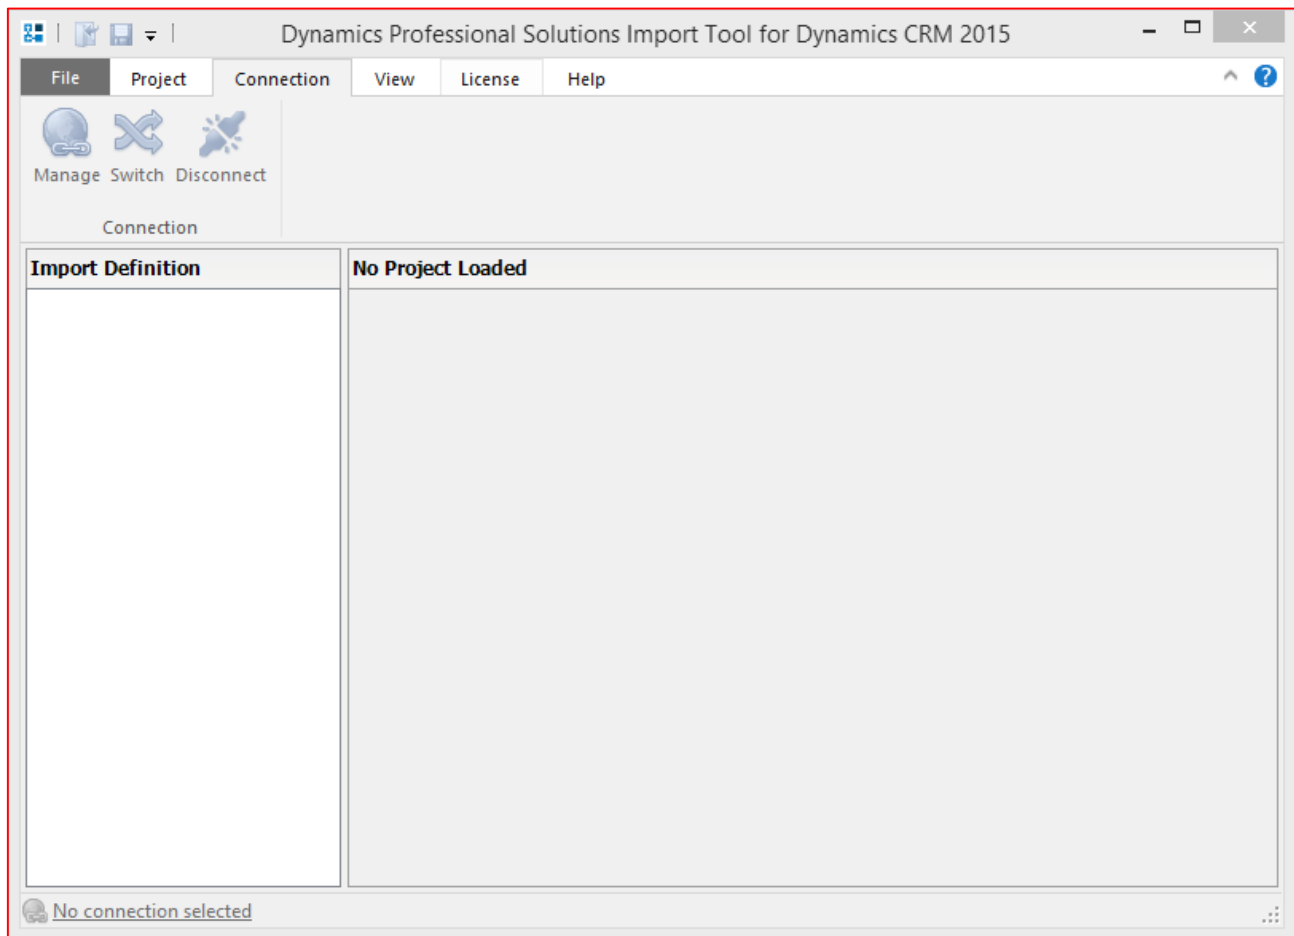 Dynamics Professional Solutions Import Tool for Dynamics CRM 2015
File Project Connection View License Help
Manage Switch Disconnect
Connection
Import Definition No Project Loaded
No connection selected